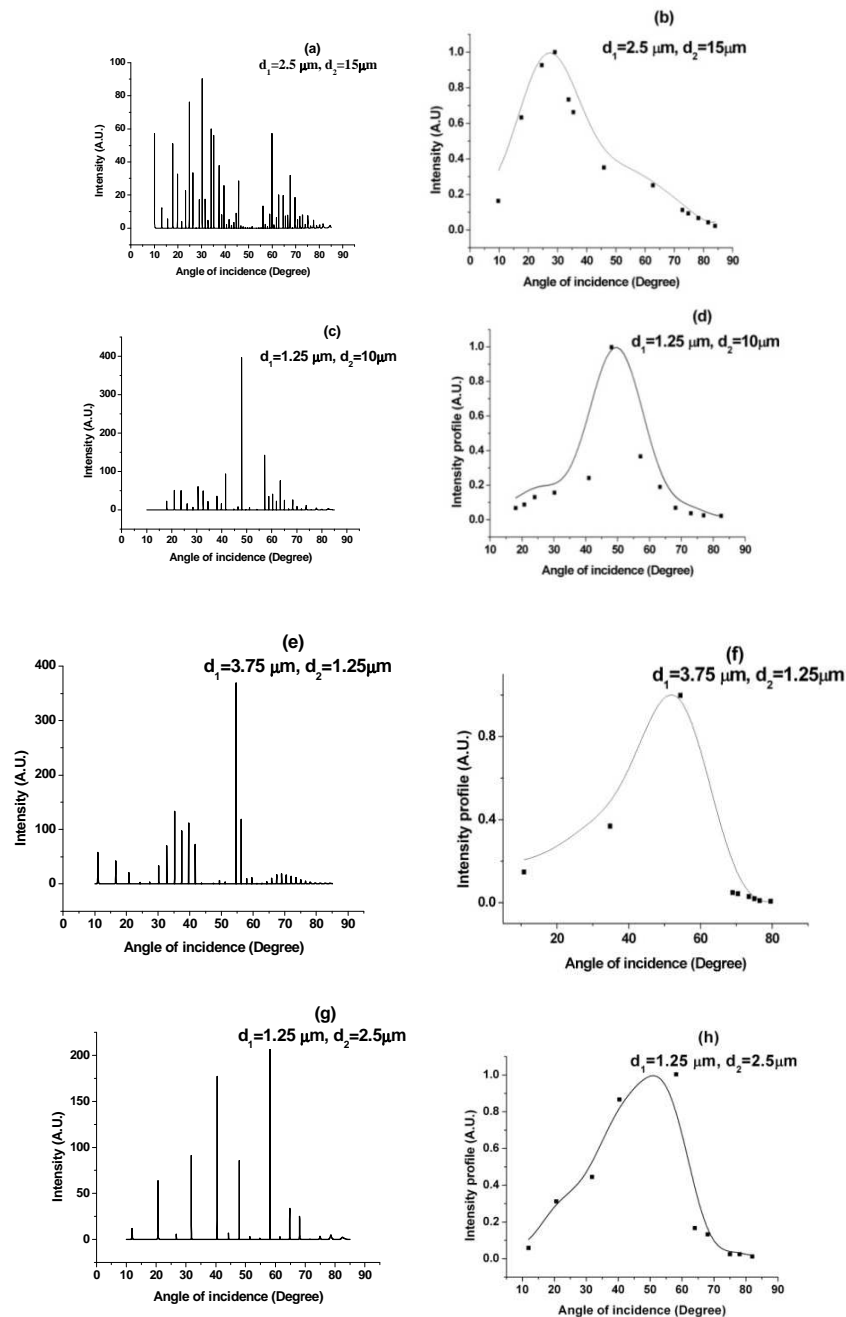 (a)
d₁=2.5 μm, d₂=15μm
100
80
60
40
20
0
Intensity (A.U.)
0 10 20 30 40 50 60 70 80 90
Angle of incidence (Degree)
(b)
d₁=2.5 μm, d₂=15μm
1.0
0.8
0.6
0.4
0.2
0.0
Intensity (A.U)
0 10 20 30 40 50 60 70 80 90
Angle of incidence (Degree)
(c)
d₁=1.25 μm, d₂=10μm
400
300
200
100
0
Intensity (A.U.)
0 10 20 30 40 50 60 70 80 90
Angle of incidence (Degree)
(d)
d₁=1.25 μm, d₂=10μm
1.0
0.8
0.6
0.4
0.2
0.0
Intensity profile (A.U.)
10 20 30 40 50 60 70 80 90
Angle of incidence (Degree)
(e)
d₁=3.75 μm, d₂=1.25μm
400
300
200
100
0
Intensity (A.U.)
0 10 20 30 40 50 60 70 80 90
Angle of incidence (Degree)
(f)
d₁=3.75 μm, d₂=1.25μm
0.8
0.4
0.0
Intensity profile (A.U.)
20 40 60 80
Angle of incidence (Degree)
(g)
d₁=1.25 μm, d₂=2.5μm
200
150
100
50
0
Intensity (A.U.)
0 10 20 30 40 50 60 70 80 90
Angle of incidence (Degree)
(h)
d₁=1.25 μm, d₂=2.5μm
1.0
0.8
0.6
0.4
0.2
0.0
Intensity profile (A.U.)
10 20 30 40 50 60 70 80 90
Angle of incidence (Degree)